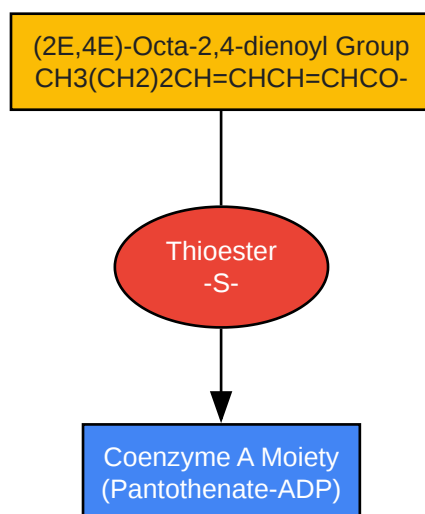 (2E,4E)-Octa-2,4-dienoyl Group
CH3(CH2)2CH=CHCH=CHCO-
Thioester
-S-
Coenzyme A Moiety
(Pantothenate-ADP)